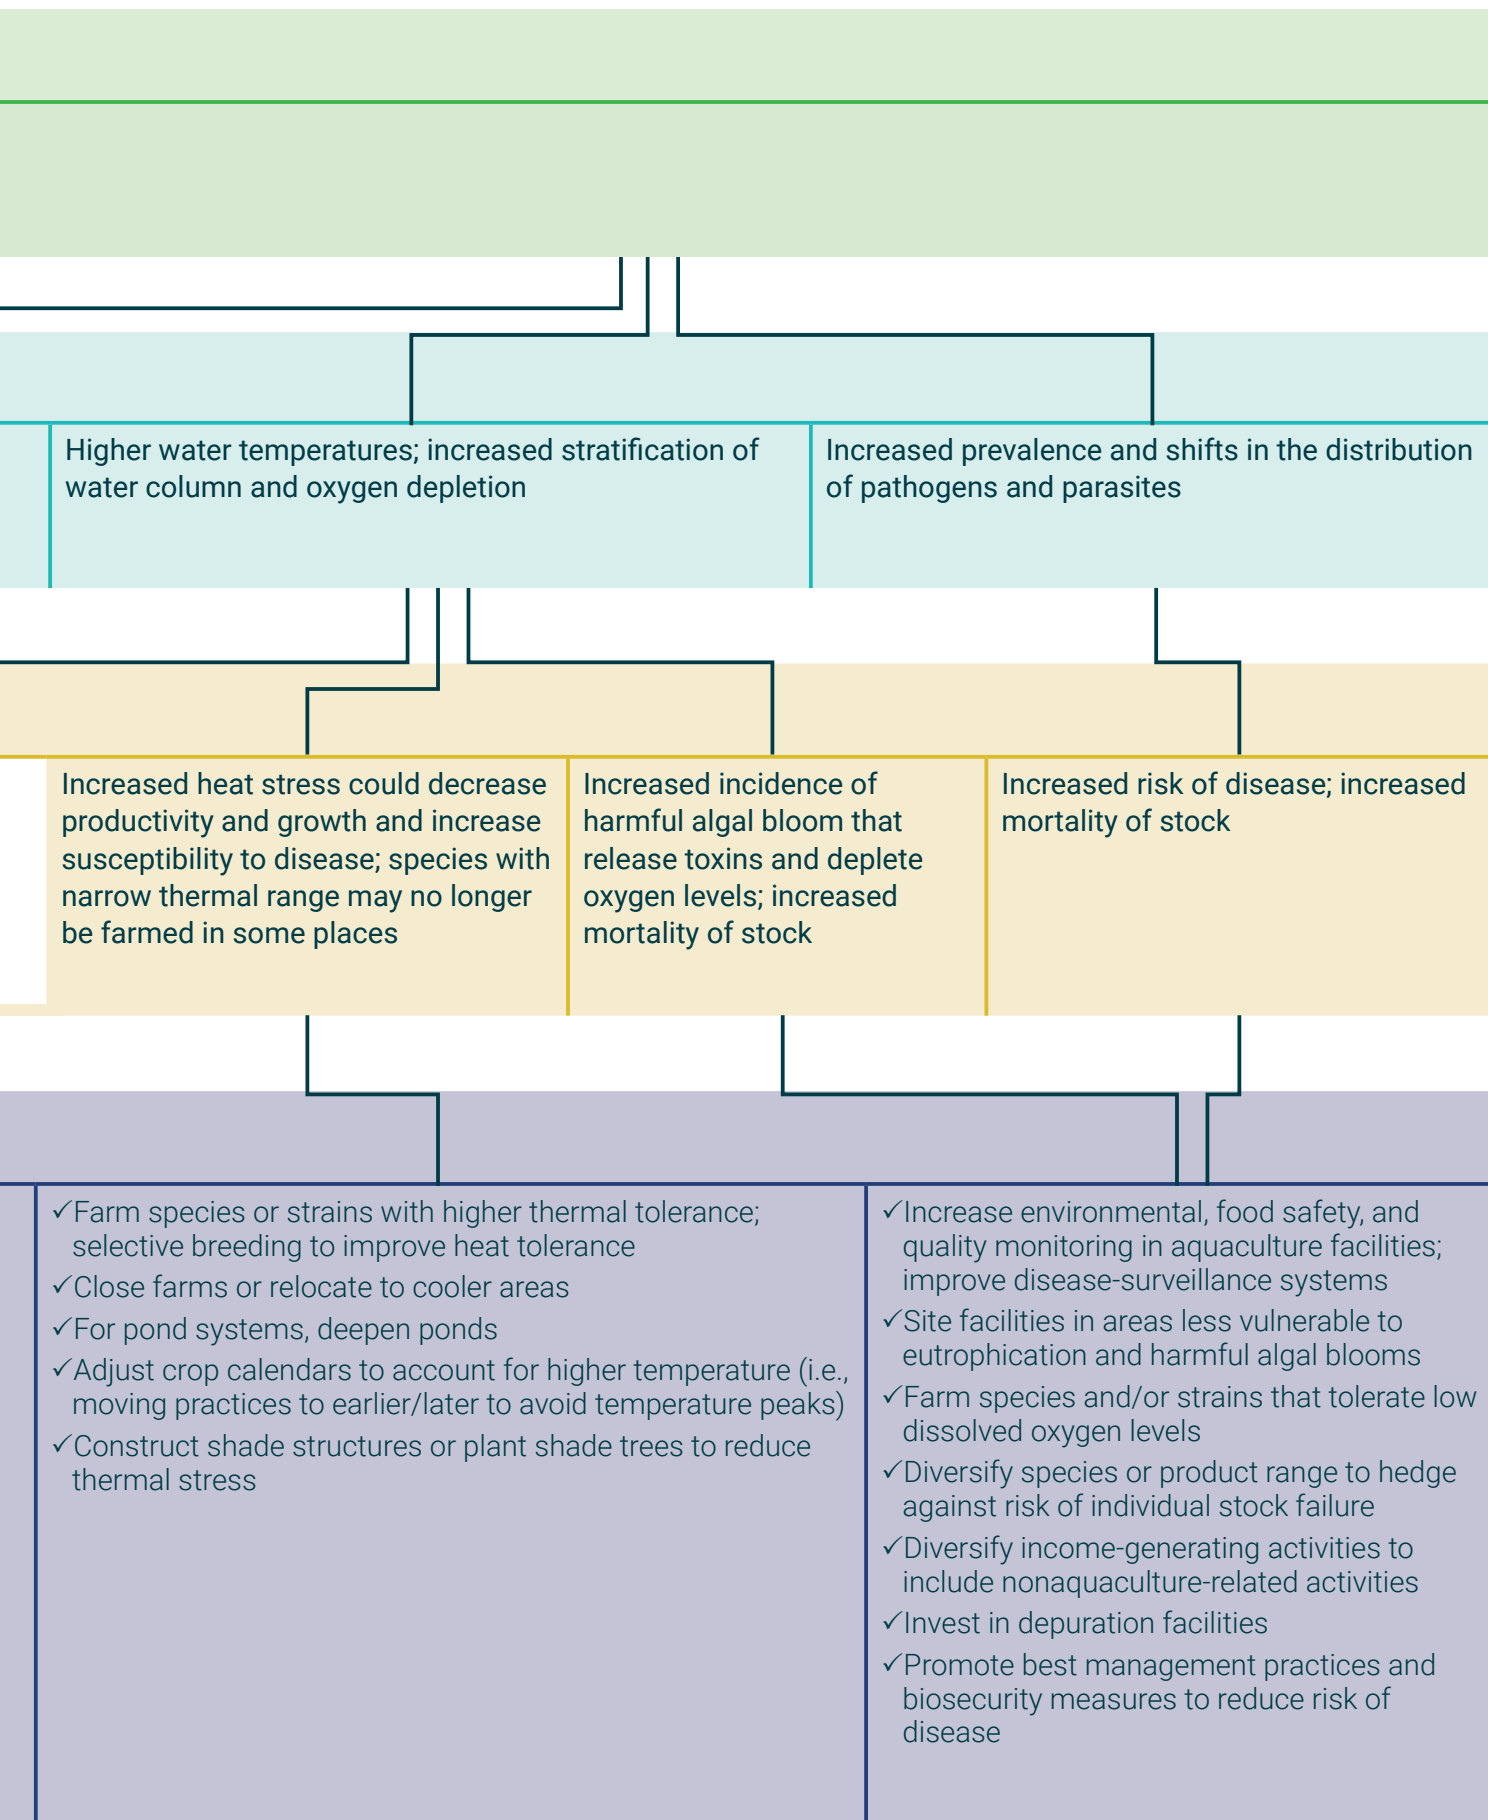 Higher water temperatures; increased stratification of
water column and oxygen depletion
Increased prevalence and shifts in the distribution
of pathogens and parasites
Increased heat stress could decrease
productivity and growth and increase
susceptibility to disease; species with
narrow thermal range may no longer
be farmed in some places
Increased incidence of
harmful algal bloom that
release toxins and deplete
oxygen levels; increased
mortality of stock
Increased risk of disease; increased
mortality of stock
✓Farm species or strains with higher thermal tolerance;
selective breeding to improve heat tolerance
✓Close farms or relocate to cooler areas
✓For pond systems, deepen ponds
✓Adjust crop calendars to account for higher temperature (i.e.,
moving practices to earlier/later to avoid temperature peaks)
✓Construct shade structures or plant shade trees to reduce
thermal stress
✓Increase environmental, food safety, and
quality monitoring in aquaculture facilities;
improve disease-surveillance systems
✓Site facilities in areas less vulnerable to
eutrophication and harmful algal blooms
✓Farm species and/or strains that tolerate low
dissolved oxygen levels
✓Diversify species or product range to hedge
against risk of individual stock failure
✓Diversify income-generating activities to
include nonaquaculture-related activities
✓Invest in depuration facilities
✓Promote best management practices and
biosecurity measures to reduce risk of
disease